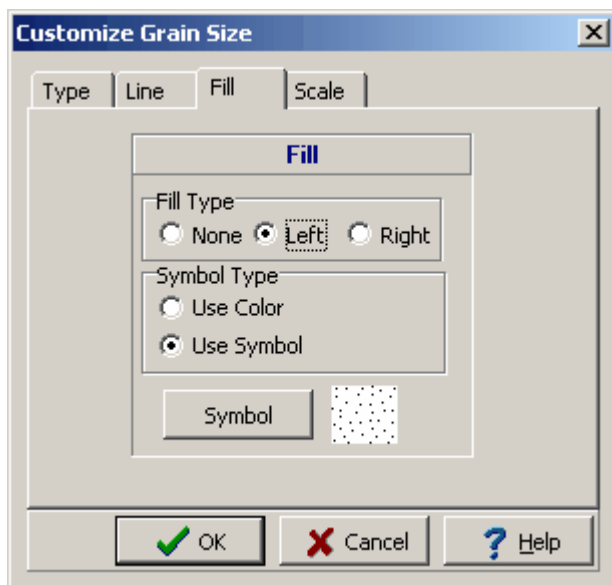 Customize Grain Size
Type Line Fill Scale
Fill
Fill Type
None Left Right
Symbol Type
Use Color
Use Symbol
Symbol
OK Cancel Help